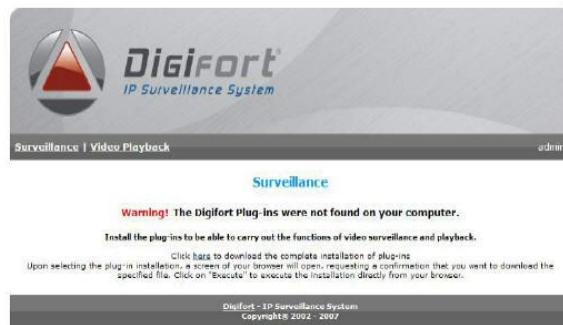 Digifort
IP Surveillance System
Surveillance | Video Playback admin
Surveillance
Warning! The Digifort Plug-ins were not found on your computer.
Install the plug-ins to be able to carry out the functions of video surveillance and playback.
Click here to download the complete installation of plug-ins
Upon selecting the plug-in installation, a screen of your browser will open, requesting a confirmation that you want to download the
specified file. Click on "Execute" to execute the installation directly from your browser.
Digifort - IP Surveillance System
Copyright® 2002 - 2007